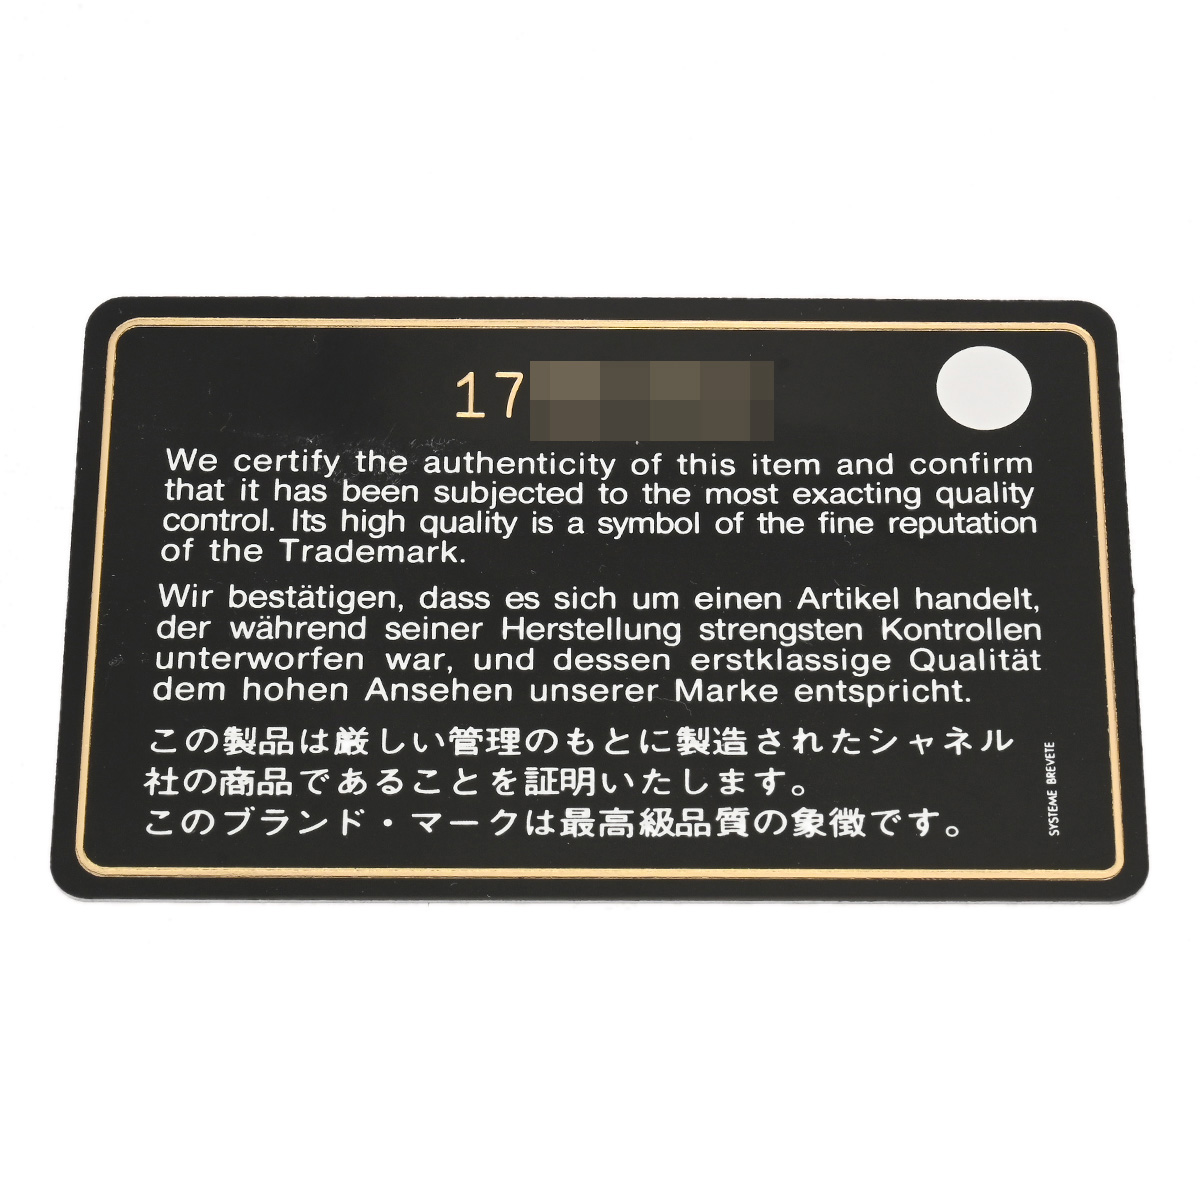 17
We certify the authenticity of this item and confirm
that it has been subjected to the most exacting quality
control. Its high quality is a symbol of the fine reputation
of the Trademark.
Wir bestätigen, dass es sich um einen Artikel handelt,
der während seiner Herstellung strengsten Kontrollen
unterworfen war, und dessen erstklassige Qualität
dem hohen Ansehen unserer Marke entspricht.
この製品は厳しい管理のもとに製造されたシャネル
社の商品であることを証明いたします。
このブランド・マークは最高級品質の象徴です。
SYSTEME BREVETE